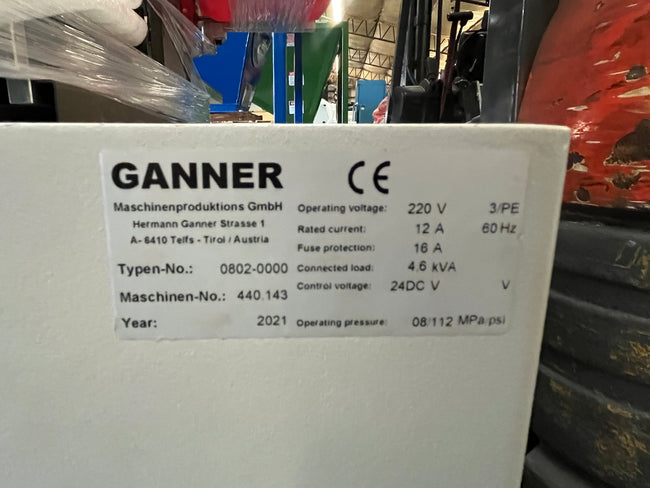 GANNER CE
Maschinenproduktions GmbH
Hermann Ganner Strasse 1
A- 6410 Telfs - Tirol / Austria
Typen-No.: 0802-0000
Maschinen-No.: 440.143
Year: 2021
Operating voltage: 220 V 3/PE
Rated current: 12 A 60 Hz
Fuse protection: 16 A
Connected load: 4,6 kVA
Control voltage: 24DC V V
Operating pressure: 08/112 MPa/psi